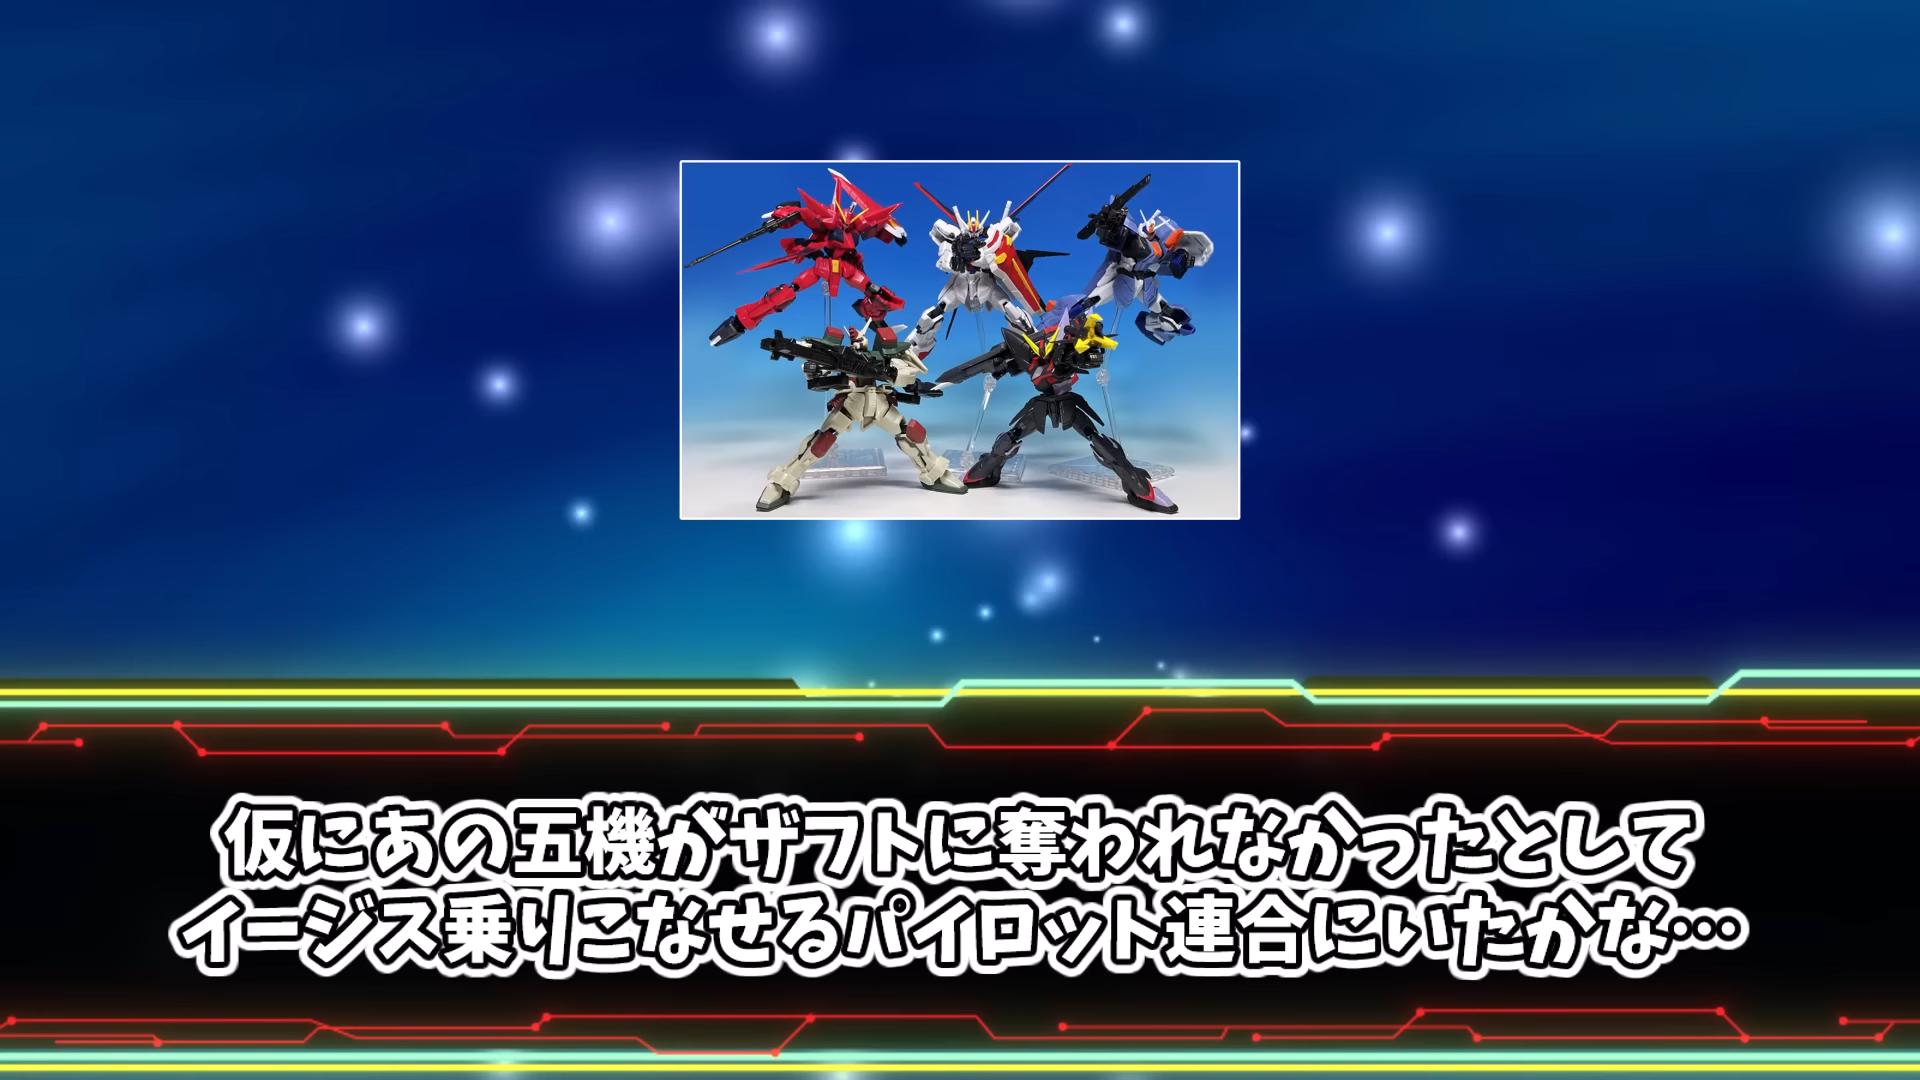 仮にあの五機がザフトに奪われなかったとして
イージス乗りこなせるパイロット連合にいたかな…